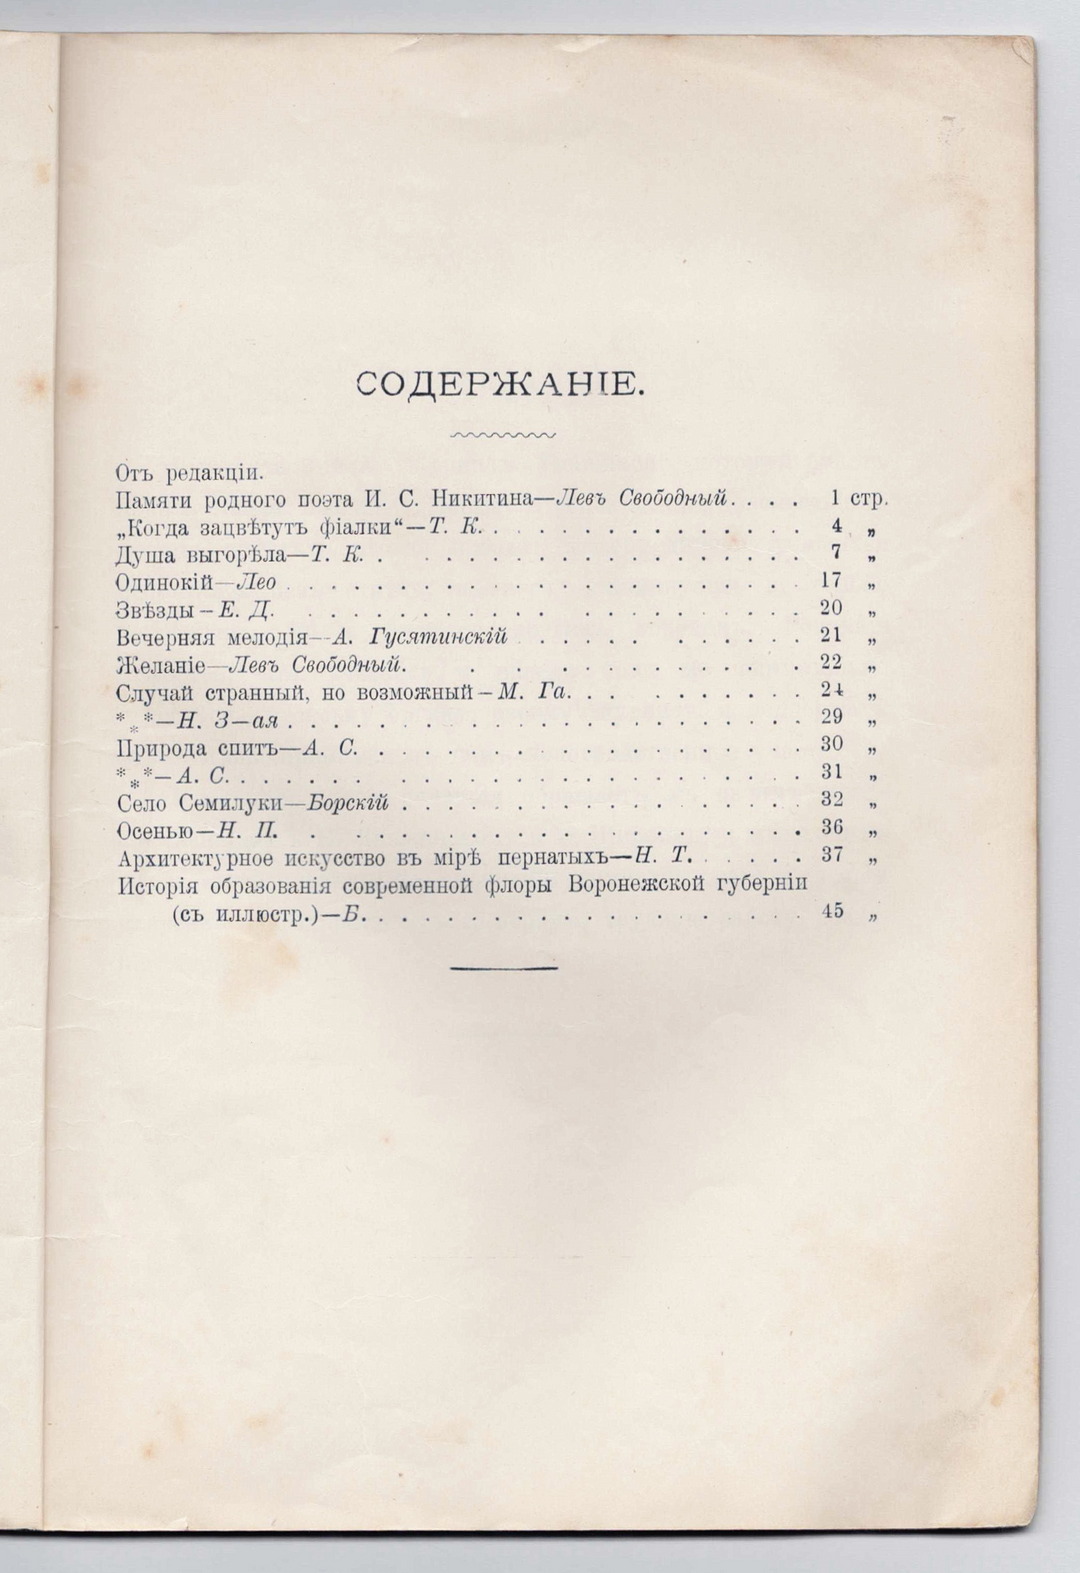 СОДЕРЖАНІЕ.
Отъ редакціи.
Памяти родного поэта И. С. Никитина—Левъ Свободный. . . . 1 стр.
„Когда зацвѣтутъ фіалки“—Т. К. . . . . . . . . . . . . . 4 „
Душа выгорѣла—Т. К. . . . . . . . . . . . . . . . . 7 „
Одинокій—Лео . . . . . . . . . . . . . . . . . . . . 17 „
Звѣзды—Е. Д. . . . . . . . . . . . . . . . . . . . 20 „
Вечерняя мелодія—А. Гусятинскій . . . . . . . . . . . 21 „
Желаніе—Левъ Свободный. . . . . . . . . . . . . 22 „
Случай странный, но возможный—М. Га. . . . . . . . . . 24 „
*⁎*—Н. З—ая . . . . . . . . . . . . . . . . . . . . 29 „
Природа спитъ—А. С. . . . . . . . . . . . . . . . . . 30 „
*⁎*—А. С. . . . . . . . . . . . . . . . . . . . . . . 31 „
Село Семилуки—Борскій . . . . . . . . . . . . . . . . 32 „
Осенью—Н. П. . . . . . . . . . . . . . . . . . . . 36 „
Архитектурное искусство въ мірѣ пернатыхъ—Н. Т. . . . . . 37 „
Исторія образованія современной флоры Воронежской губерніи
(съ иллюстр.)—Б. . . . . . . . . . . . . . . . . . . 45 „